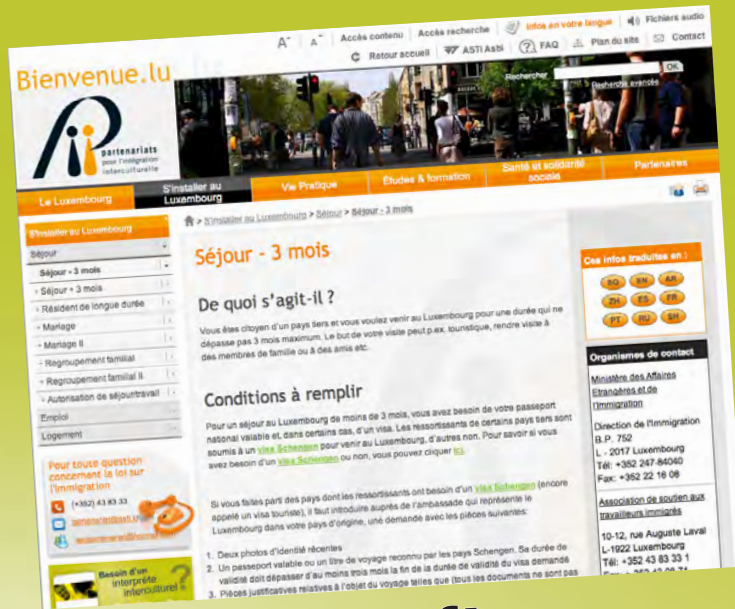 A- A+ Accès contenu Accès recherche Infos en votre langue Fichiers audio
Retour accueil ASTI Asbl FAQ Plan du site Contact
Bienvenue.lu
Rechercher OK
Recherche avancée
partenariats
pour l'intégration
interculturelle
Le Luxembourg
S'installer au
Luxembourg
Vie Pratique
Études & formation
Santé et solidarité
sociale
Partenaires
> S'installer au Luxembourg > Séjour > Séjour - 3 mois
S'installer au Luxembourg
Séjour
Séjour - 3 mois
Séjour + 3 mois
Résident de longue durée
Mariage
Mariage II
Regroupement familial
Regroupement familial II
Autorisation de séjour/travail
Emploi
Logement
Pour toute question
concernant la loi sur
l'immigration
(+352) 43 83 33
Besoin d'un
interprète
interculturel ?
Séjour - 3 mois
De quoi s'agit-il ?
Vous êtes citoyen d'un pays tiers et vous voulez venir au Luxembourg pour une durée qui ne
dépasse pas 3 mois maximum. Le but de votre visite peut p.ex. touristique, rendre visite à
des membres de famille ou à des amis etc.
Conditions à remplir
Pour un séjour au Luxembourg de moins de 3 mois, vous avez besoin de votre passeport
national valable et, dans certains cas, d'un visa. Les ressortissants de certains pays tiers sont
soumis à un visa Schengen pour venir au Luxembourg, d'autres non. Pour savoir si vous
avez besoin d'un visa Schengen ou non, vous pouvez cliquer ici.
Si vous faites parti des pays dont les ressortissants ont besoin d'un visa Schengen (encore
appelé un visa touriste), il faut introduire auprès de l'ambassade qui représente le
Luxembourg dans votre pays d'origine, une demande avec les pièces suivantes:
1. Deux photos d'identité récentes
2. Un passeport valable ou un titre de voyage reconnu par les pays Schengen. Sa durée de
validité doit dépasser d'au moins trois mois la fin de la durée de validité du visa demandé
3. Pièces justificatives relatives à l'objet du voyage telles que (tous les documents ne sont pas
Ces infos traduites en :
SQ EN AR
ZH ES FR
PT RU SH
Organismes de contact
Ministère des Affaires
Etrangères et de
l'Immigration
Direction de l'Immigration
B.P. 752
L - 2017 Luxembourg
Tél: +352 247-84040
Fax: +352 22 16 08
Association de soutien aux
travailleurs immigrés
10-12, rue Auguste Laval
L-1922 Luxembourg
Tél: +352 43 83 33 1